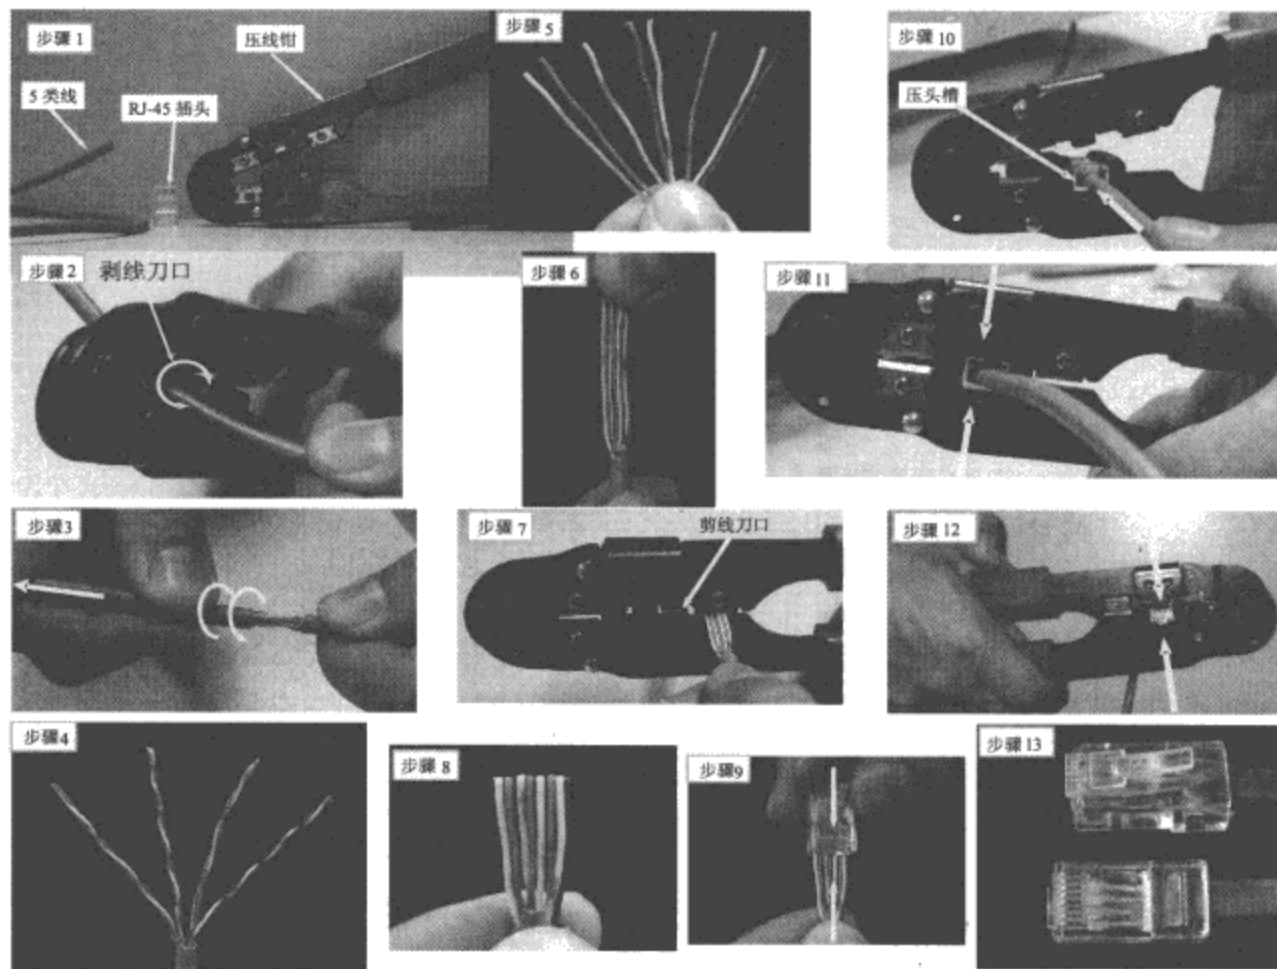 步骤 1
压线钳
5 类线
RJ-45 插头
步骤 2
剥线刀口
步骤3
步骤4
步骤 5
步骤 6
步骤 7
剪线刀口
步骤 8
步骤9
步骤 10
压头槽
步骤 11
步骤 12
步骤 13